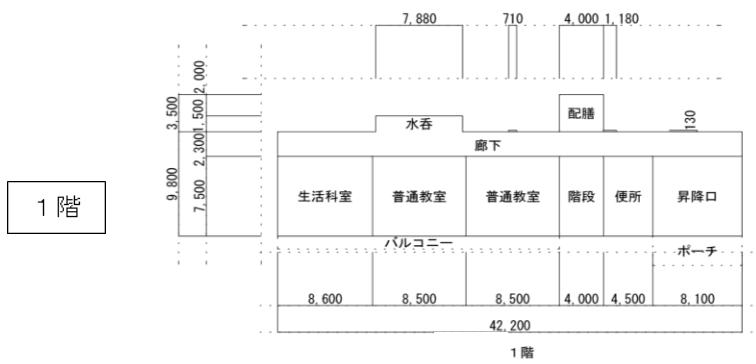 7,880 710 4,000 1,180
2,000
3,500
1,500
配膳
水呑
130
廊下
2,300
9,800
7,500
1階
生活科室 普通教室 普通教室 階段 便所 昇降口
バルコニー
ポーチ
8,600 8,500 8,500 4,000 4,500 8,100
42,200
1階